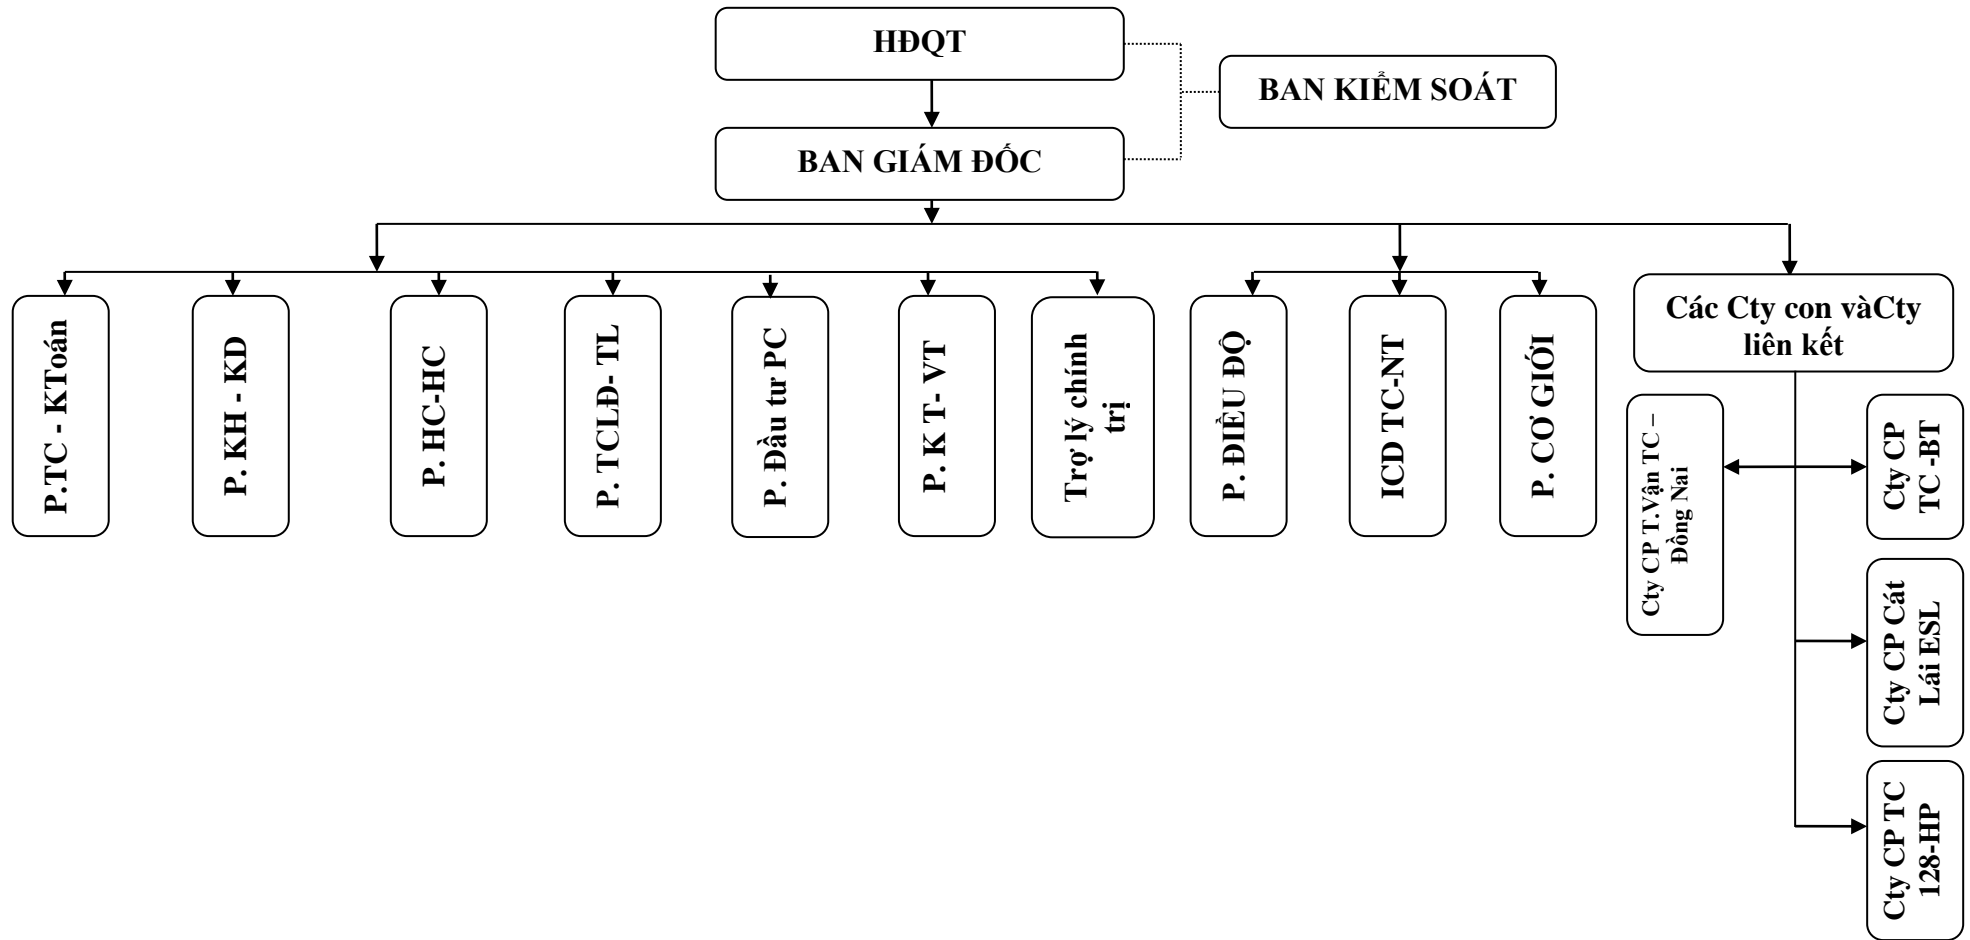 HĐQT
BAN KIỂM SOÁT
BAN GIÁM ĐỐC
P.TC - KToán
P. KH - KD
P. HC-HC
P. TCLĐ- TL
P. Đầu tư PC
P. K T- VT
Trợ lý chính
trị
P. ĐIỀU ĐỘ
ICD TC-NT
P. CƠ GIỚI
Các Cty con vàCty
liên kết
Cty CP T.Vận TC –
Đồng Nai
Cty CP
TC -BT
Cty CP Cát
Lái ESL
Cty CP TC
128-HP